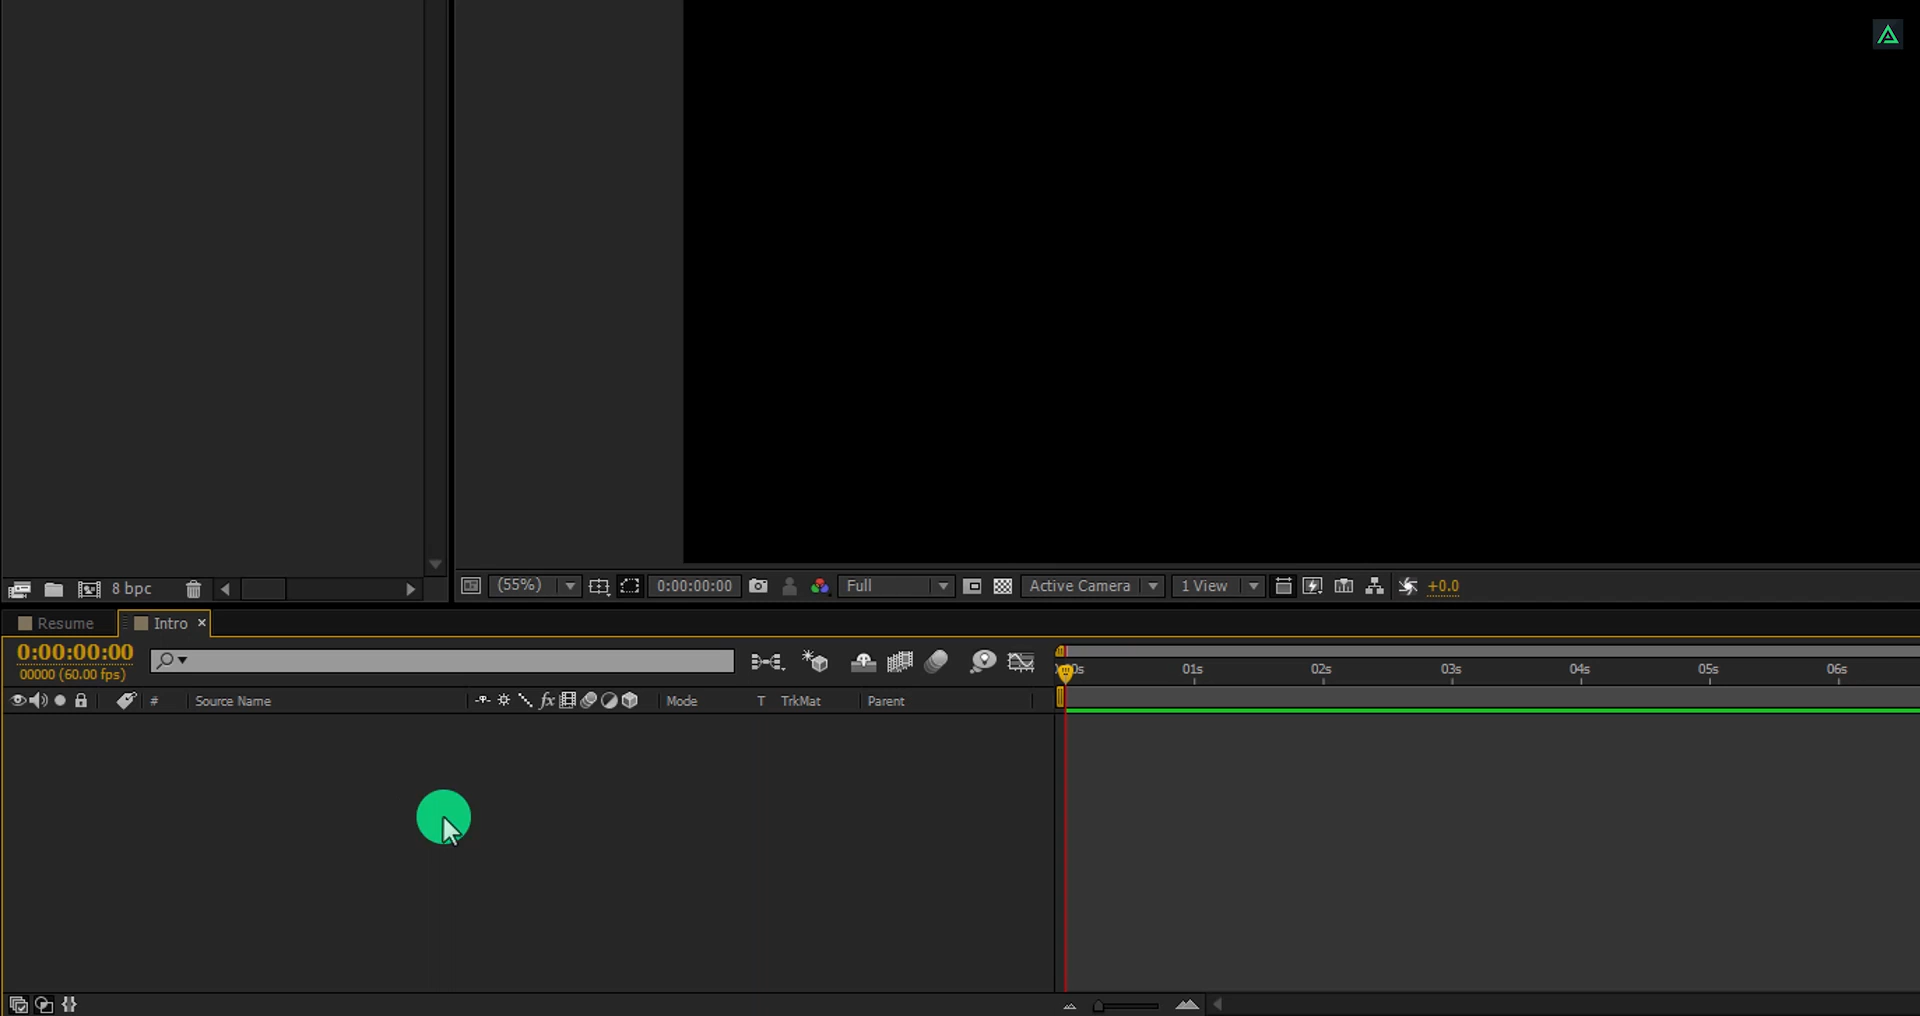 8 bpc
(55%)
0:00:00:00
Full
Active Camera
1 View
+0.0
Resume
Intro
0:00:00:00
00000 (60.00 fps)
01s
02s
03s
04s
05s
06s
#
Source Name
fx
Mode
T
TrkMat
Parent